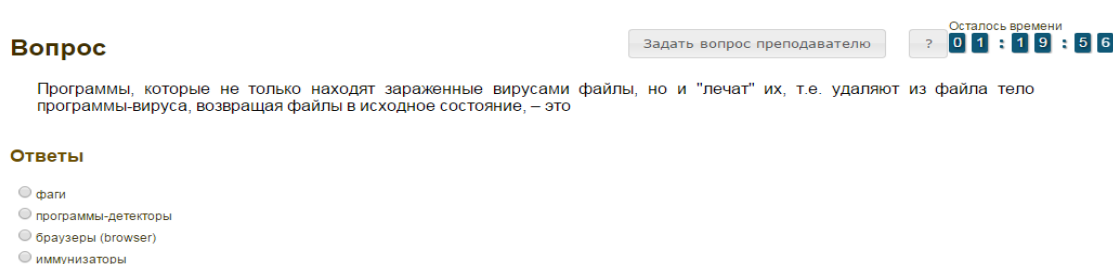 Осталось времени
Вопрос
Задать вопрос преподавателю
?
01:19:56
Программы, которые не только находят зараженные вирусами файлы, но и "лечат" их, т.е. удаляют из файла тело
программы-вируса, возвращая файлы в исходное состояние, – это
Ответы
фаги
программы-детекторы
браузеры (browser)
иммунизаторы